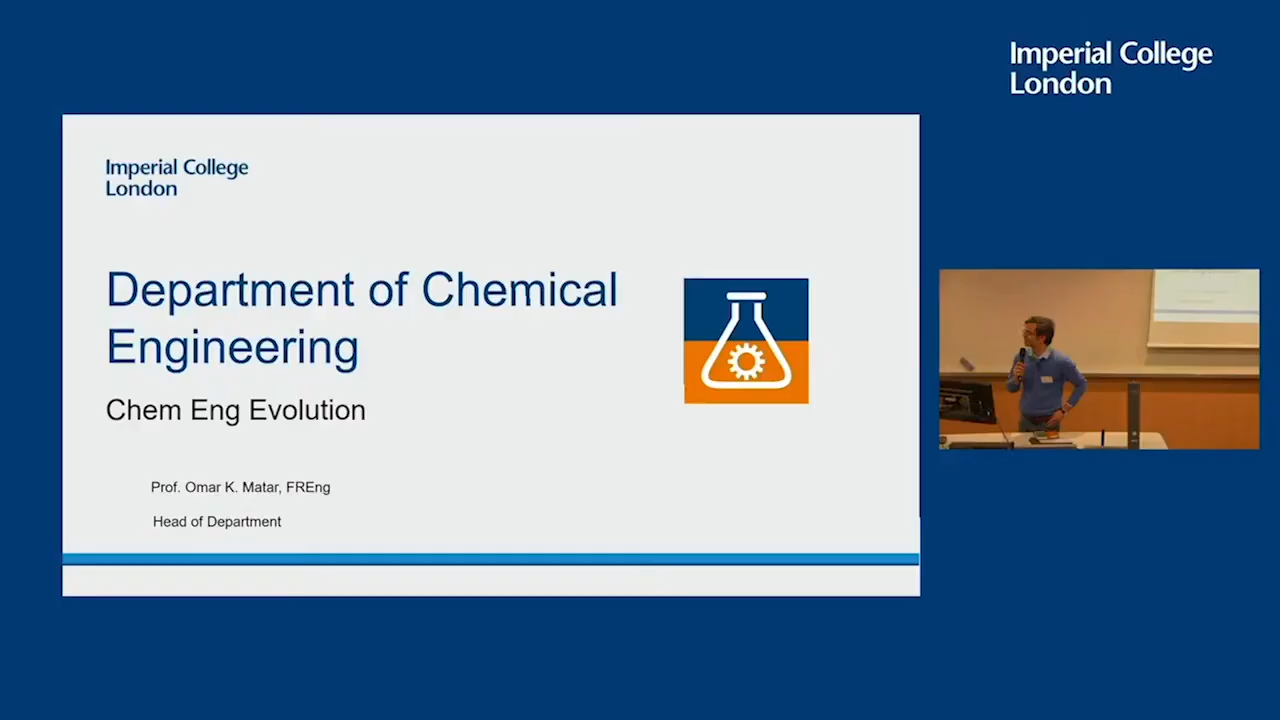 Imperial College
London
Imperial College
London
Department of Chemical
Engineering
Chem Eng Evolution
Prof. Omar K. Matar, FREng
Head of Department